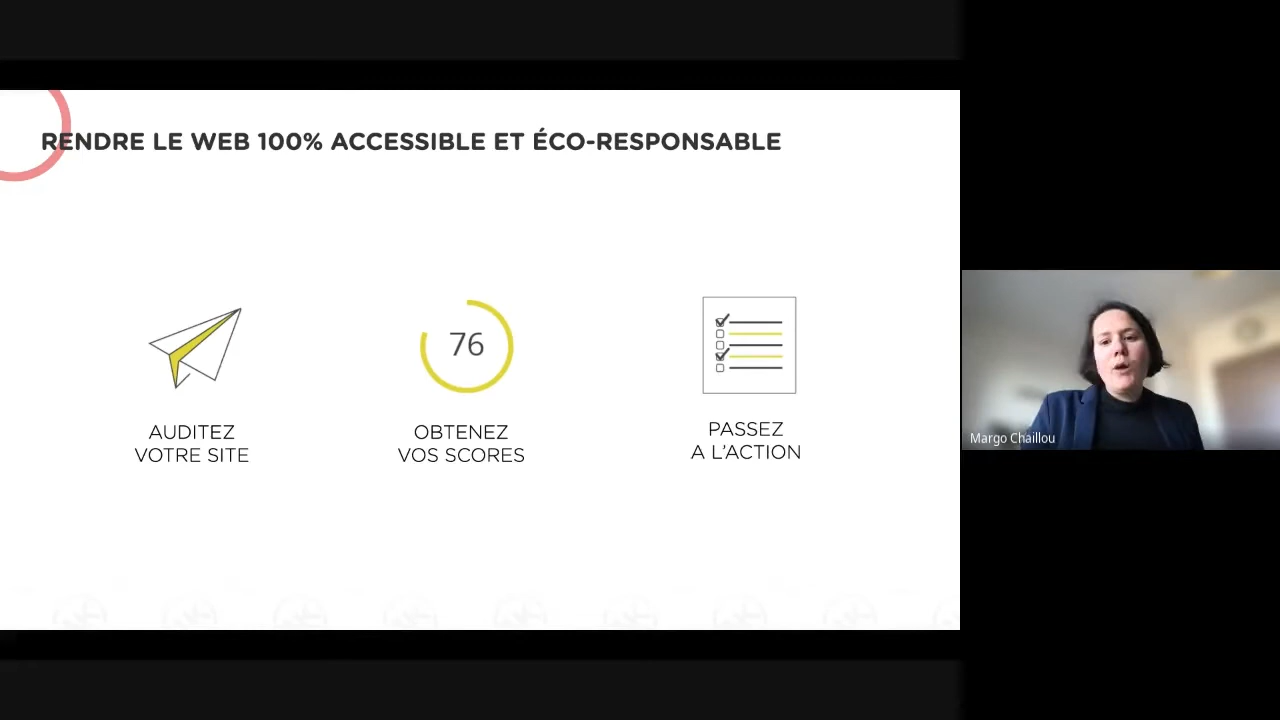 RENDRE LE WEB 100% ACCESSIBLE ET ÉCO-RESPONSABLE
76
AUDITEZ
VOTRE SITE
OBTENEZ
VOS SCORES
PASSEZ
A L'ACTION
Margo Chaillou